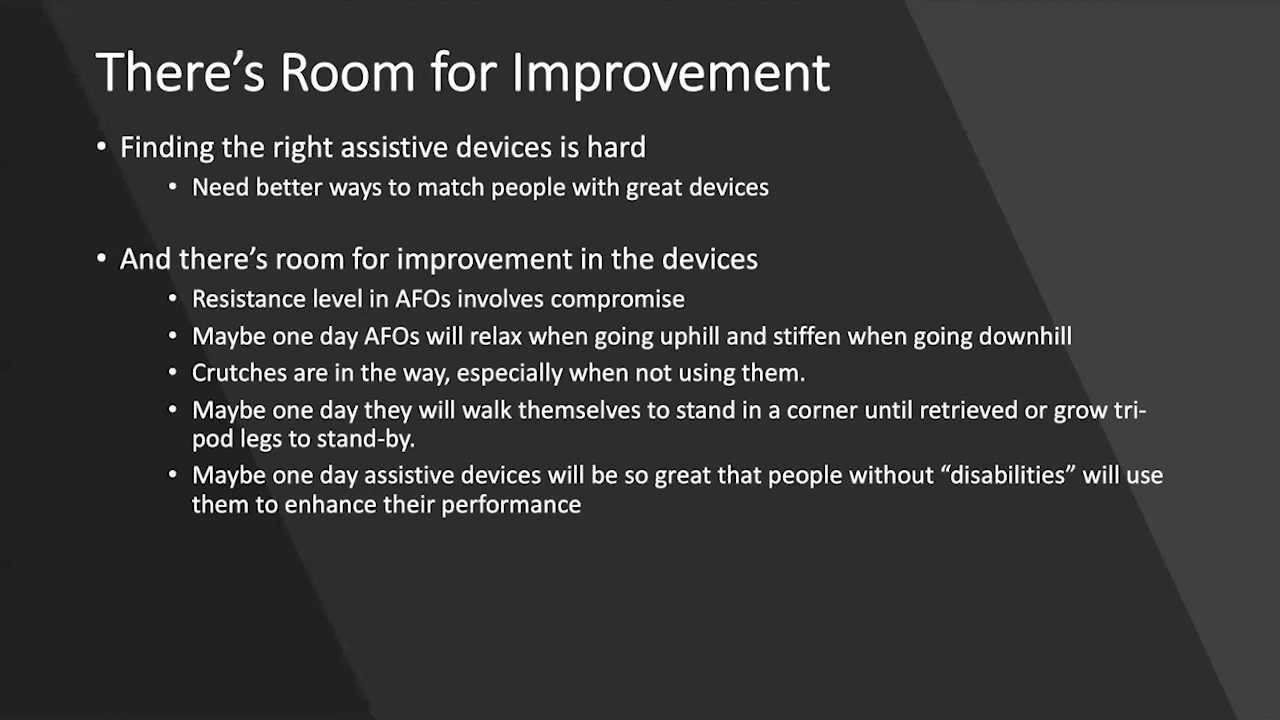 There’s Room for Improvement
• Finding the right assistive devices is hard
• Need better ways to match people with great devices
• And there’s room for improvement in the devices
• Resistance level in AFOs involves compromise
• Maybe one day AFOs will relax when going uphill and stiffen when going downhill
• Crutches are in the way, especially when not using them.
• Maybe one day they will walk themselves to stand in a corner until retrieved or grow tri-
pod legs to stand-by.
• Maybe one day assistive devices will be so great that people without “disabilities” will use
them to enhance their performance